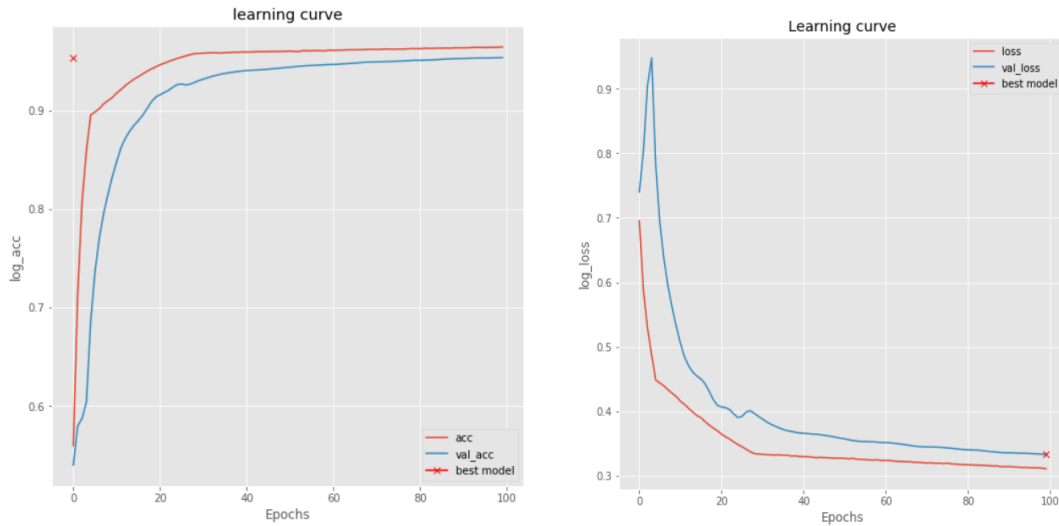 learning curve
log_acc
0.9
0.8
0.7
0.6
0 20 40 60 80 100
Epochs
acc
val_acc
best model
Learning curve
log_loss
0.9
0.8
0.7
0.6
0.5
0.4
0.3
0 20 40 60 80 100
Epochs
loss
val_loss
best model